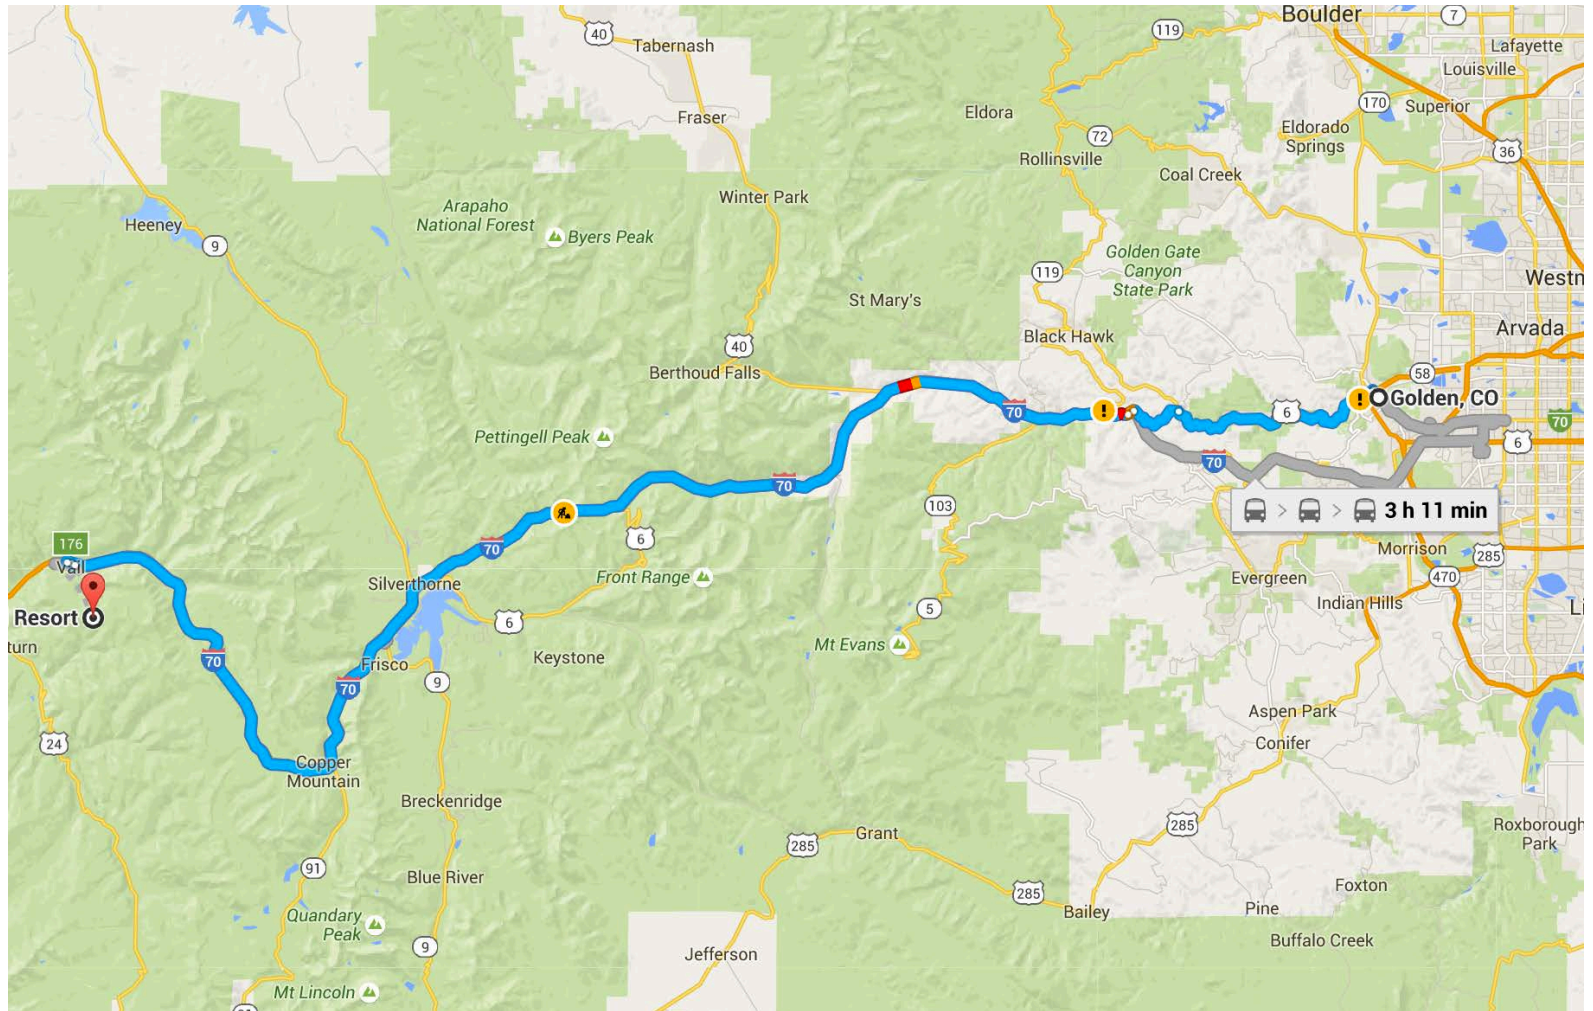 Boulder
7
40
Tabernash
119
Lafayette
Louisville
170
Superior
Eldora
Fraser
Eldorado
Springs
72
36
Rollinsville
Coal Creek
Winter Park
Arapaho
National Forest
Heeney
Byers Peak
9
Golden Gate
Canyon
State Park
119
Westn
St Mary's
Arvada
Black Hawk
40
Berthoud Falls
58
Golden, CO
70
6
70
6
Pettingell Peak
70
70
103
3 h 11 min
6
70
176
Vail
Morrison
285
Silverthorne
Front Range
Evergreen
470
Indian Hills
Li
Resort
5
6
turn
Mt Evans
70
Frisco
Keystone
70
9
Aspen Park
24
Conifer
Copper
Mountain
Breckenridge
285
Roxborough
Park
Grant
285
91
Blue River
Foxton
285
Bailey
Pine
Quandary
Peak
9
Buffalo Creek
Jefferson
Mt Lincoln